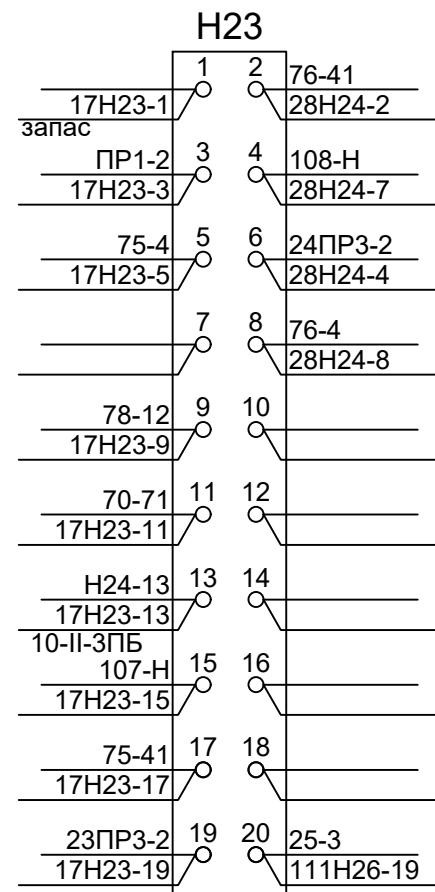 Н23
1 2 76-41
17Н23-1 28Н24-2
запас
ПР1-2 3 4 108-Н
17Н23-3 28Н24-7
75-4 5 6 24ПР3-2
17Н23-5 28Н24-4
7 8 76-4
28Н24-8
78-12 9 10
17Н23-9
70-71 11 12
17Н23-11
Н24-13 13 14
17Н23-13
10-II-3ПБ
107-Н 15 16
17Н23-15
75-41 17 18
17Н23-17
23ПР3-2 19 20 25-3
17Н23-19 111Н26-19